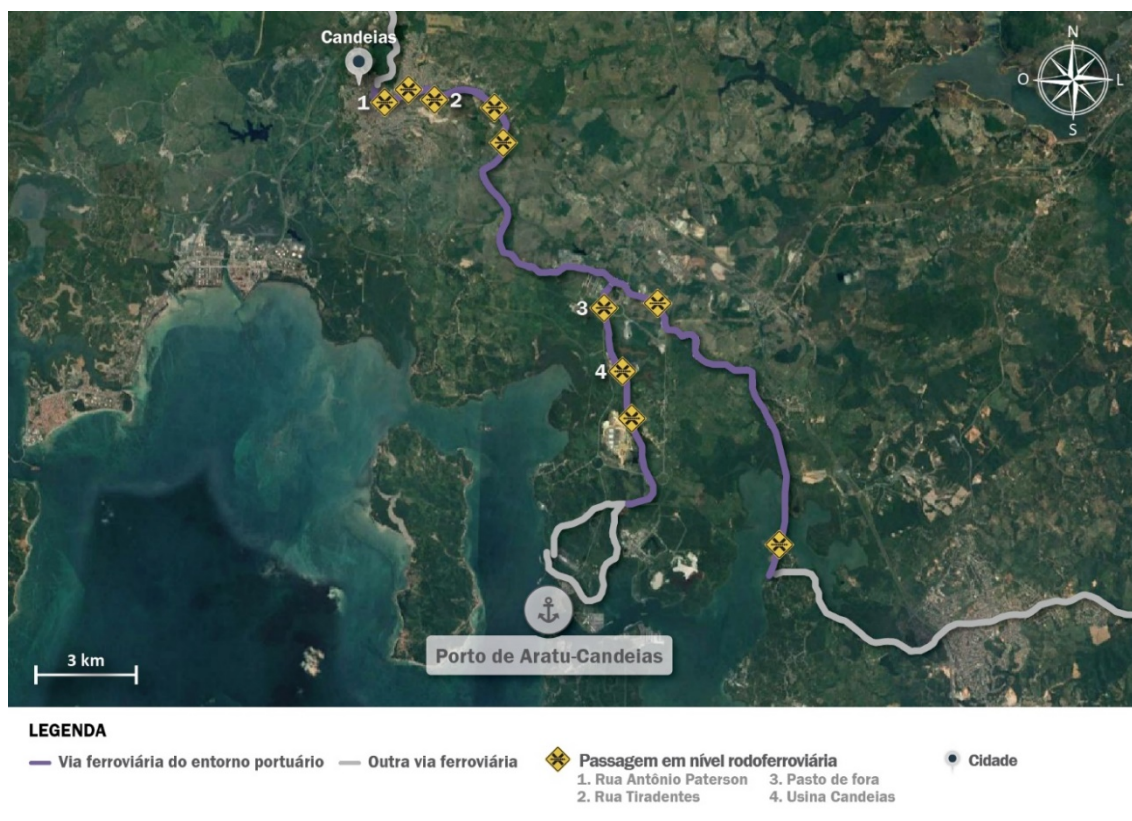 Candeias
N
O L
S
1
2
3
4
Porto de Aratu-Candeias
3 km
LEGENDA
Via ferroviária do entorno portuário
Outra via ferroviária
Passagem em nível rodoferroviária
1. Rua Antônio Paterson 3. Pasto de fora
2. Rua Tiradentes 4. Usina Candeias
Cidade